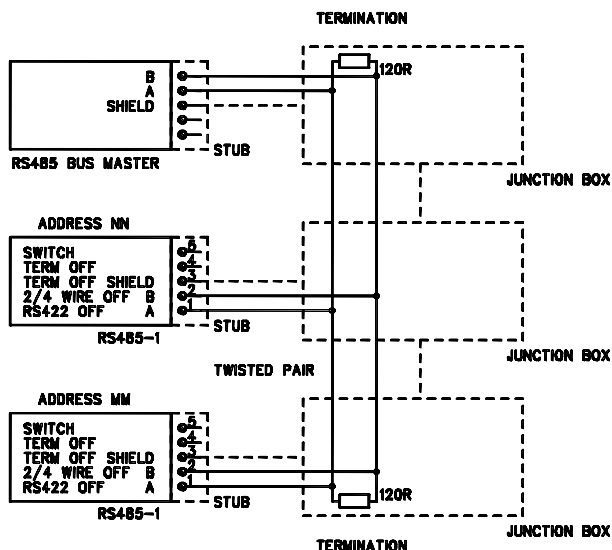 TERMINATION
120R
B
A
SHIELD
STUB
RS485 BUS MASTER
JUNCTION BOX
ADDRESS NN
SWITCH 5
TERM OFF 4
TERM OFF SHIELD 3
2/4 WIRE OFF B 2
RS422 OFF A 1
STUB
RS485-1
JUNCTION BOX
TWISTED PAIR
ADDRESS MM
SWITCH 5
TERM OFF 4
TERM OFF SHIELD 3
2/4 WIRE OFF B 2
RS422 OFF A 1
120R
STUB
RS485-1
JUNCTION BOX
TERMINATION